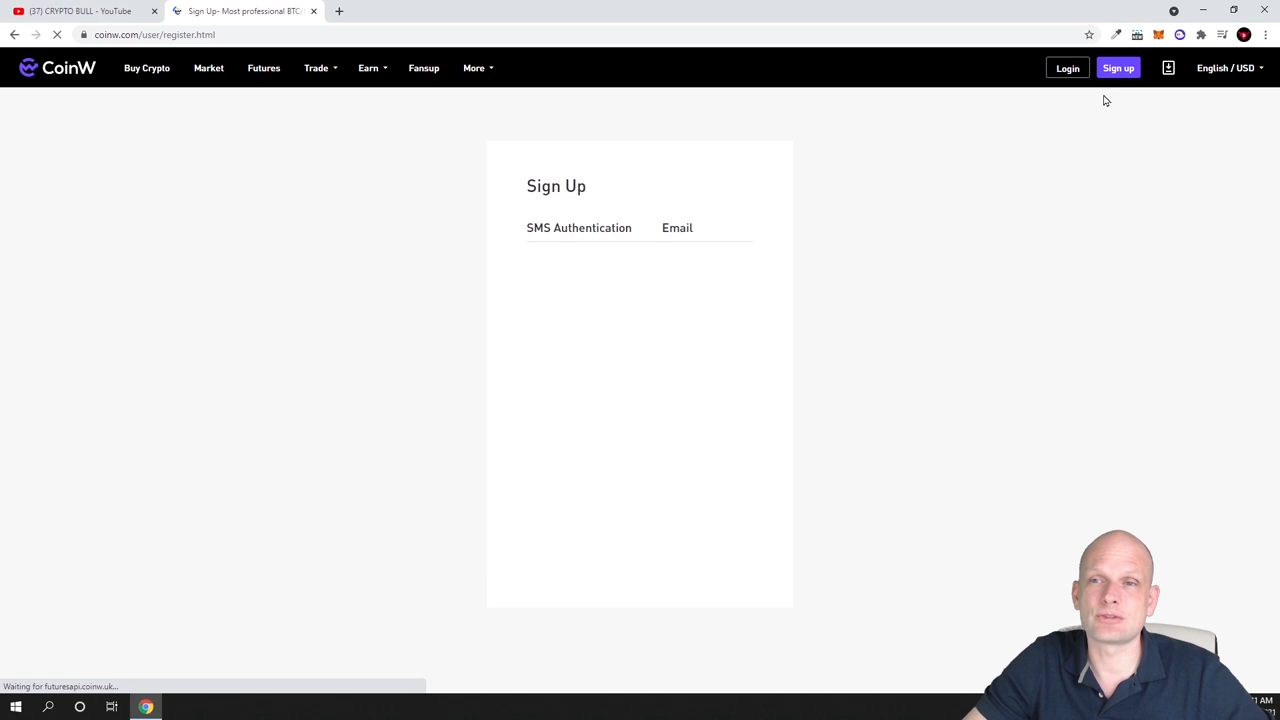 (37) CRYPTO BULL - YouTube
Sign Up- Most professional BTC/
coinw.com/user/register.html
CoinW
Buy Crypto
Market
Futures
Trade
Earn
Fansup
More
Login
Sign up
English / USD
Sign Up
SMS Authentication
Email
Waiting for futuresapi.coinw.uk...
1 AM